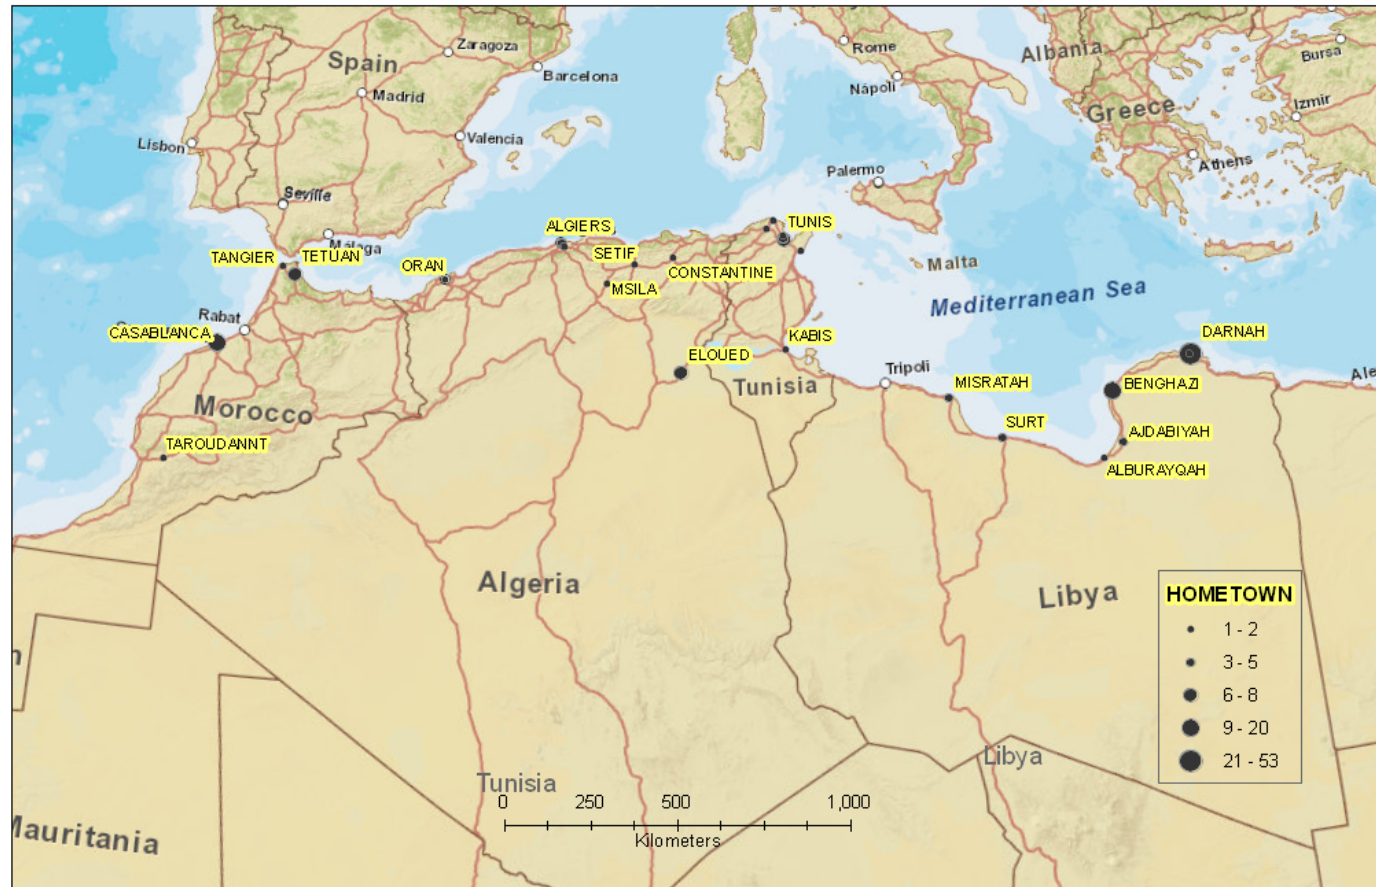 Zaragoza
Rome
Albania
Bursa
Spain
Barcelona
Madrid
Nápoli
Izmir
Greece
Valencia
Lisbon
Athens
Palermo
Seville
TUNIS
ALGIERS
Málaga
TANGIER
TETUAN
SETIF
ORAN
CONSTANTINE
Malta
MSILA
Mediterranean Sea
Rabat
CASABLANCA
KABIS
DARNAH
ELOUED
Tripoli
Tunisia
MISRATAH
BENGHAZI
Morocco
SURT
AJDABIYAH
TAROUDANNT
ALBURAYQAH
Algeria
Libya
HOMETOWN
1 - 2
3 - 5
6 - 8
9 - 20
21 - 53
Libya
Tunisia
0 250 500 1,000
Kilometers
Mauritania